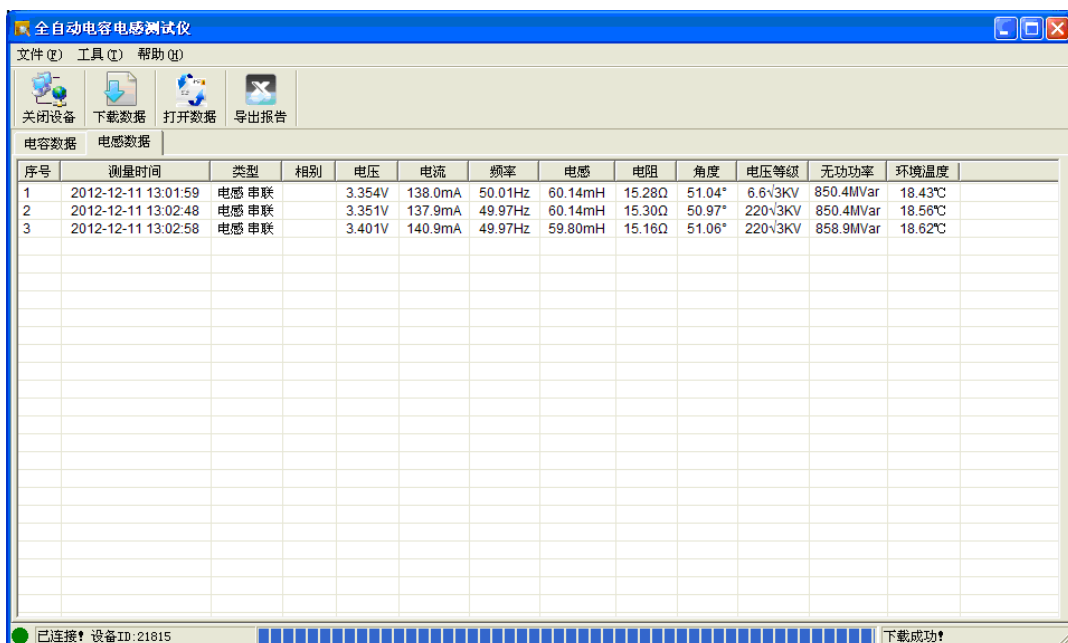 全自动电容电感测试仪
文件(F) 工具(T) 帮助(H)
关闭设备 下载数据 打开数据 导出报告
电容数据 电感数据
序号 测量时间 类型 相别 电压 电流 频率 电感 电阻 角度 电压等级 无功功率 环境温度
1 2012-12-11 13:01:59 电感 串联 3.354V 138.0mA 50.01Hz 60.14mH 15.28Ω 51.04° 6.6√3KV 850.4MVar 18.43℃
2 2012-12-11 13:02:48 电感 串联 3.351V 137.9mA 49.97Hz 60.14mH 15.30Ω 50.97° 220√3KV 850.4MVar 18.56℃
3 2012-12-11 13:02:58 电感 串联 3.401V 140.9mA 49.97Hz 59.80mH 15.16Ω 51.06° 220√3KV 858.9MVar 18.62℃
已连接! 设备ID:21815 下载成功!